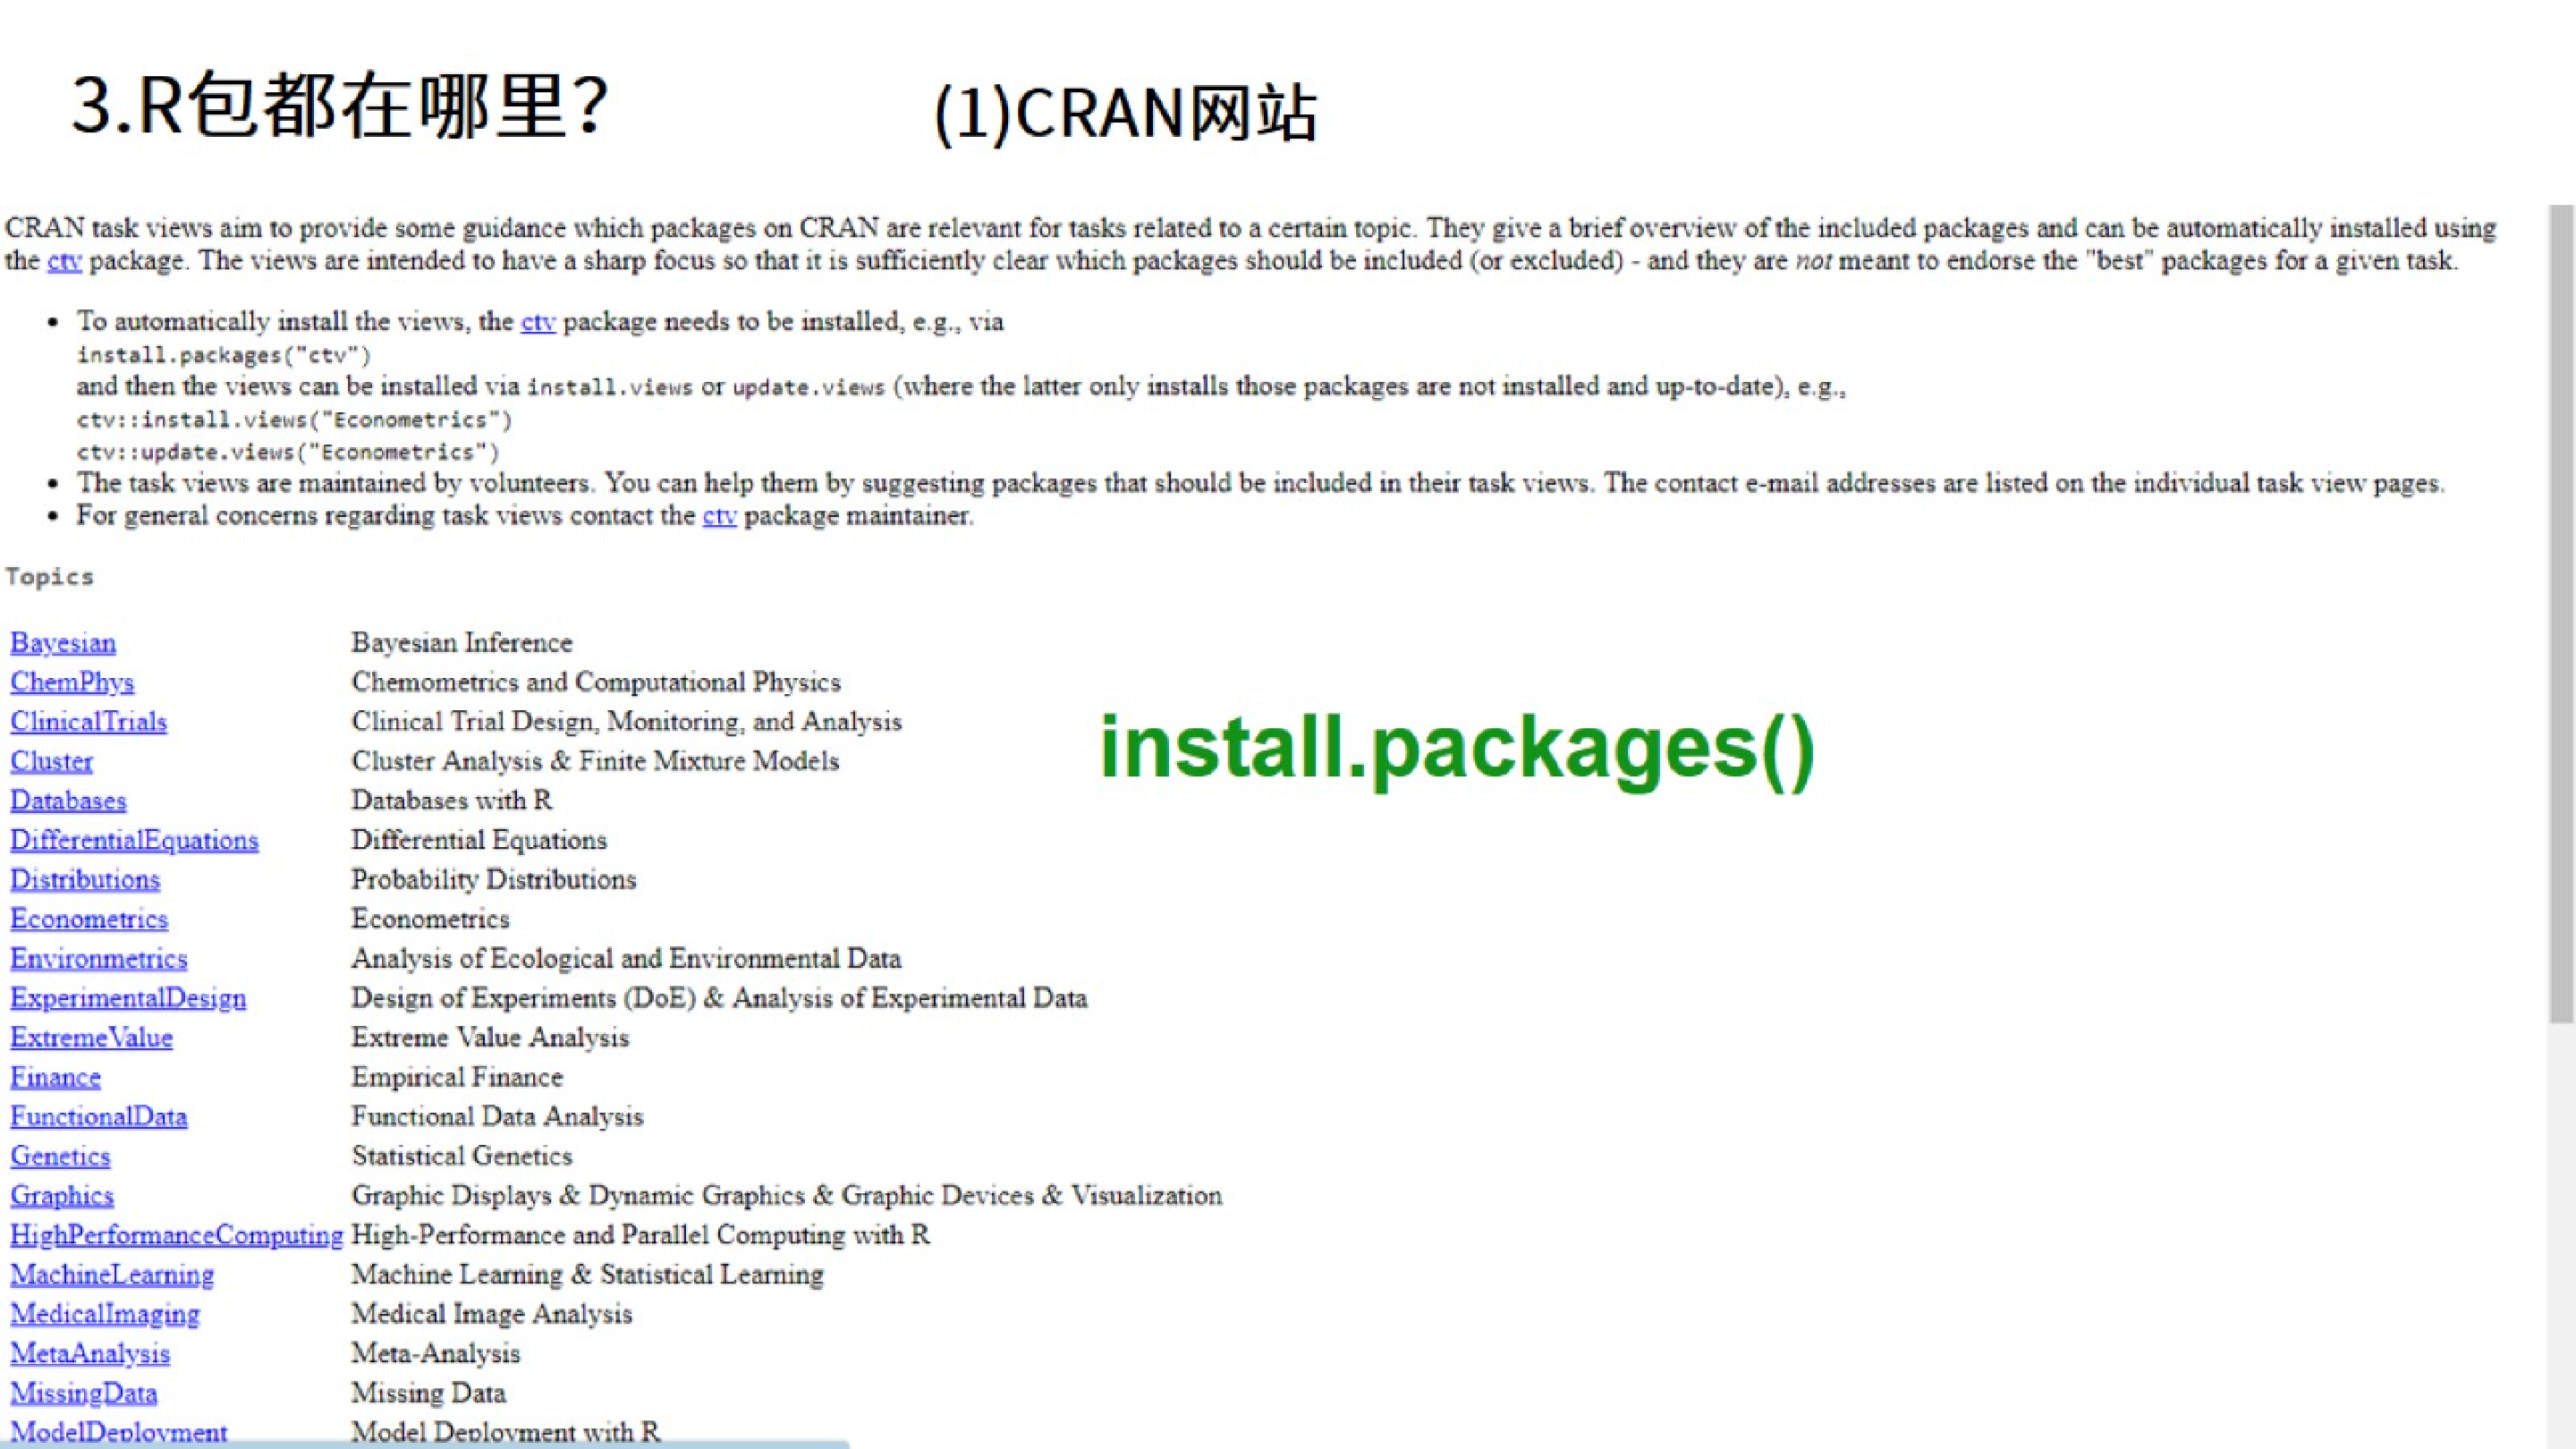 3.R包都在哪里?
(1)CRAN网站
CRAN task views aim to provide some guidance which packages on CRAN are relevant for tasks related to a certain topic. They give a brief overview of the included packages and can be automatically installed using
the ctv package. The views are intended to have a sharp focus so that it is sufficiently clear which packages should be included (or excluded) - and they are not meant to endorse the "best" packages for a given task.
• To automatically install the views, the ctv package needs to be installed, e.g., via
install.packages("ctv")
and then the views can be installed via install.views or update.views (where the latter only installs those packages are not installed and up-to-date), e.g.,
ctv::install.views("Econometrics")
ctv::update.views("Econometrics")
• The task views are maintained by volunteers. You can help them by suggesting packages that should be included in their task views. The contact e-mail addresses are listed on the individual task view pages.
• For general concerns regarding task views contact the ctv package maintainer.
Topics
Bayesian Bayesian Inference
ChemPhys Chemometrics and Computational Physics
ClinicalTrials Clinical Trial Design, Monitoring, and Analysis
Cluster Cluster Analysis & Finite Mixture Models
install.packages()
Databases Databases with R
DifferentialEquations Differential Equations
Distributions Probability Distributions
Econometrics Econometrics
Environmetrics Analysis of Ecological and Environmental Data
ExperimentalDesign Design of Experiments (DoE) & Analysis of Experimental Data
ExtremeValue Extreme Value Analysis
Finance Empirical Finance
FunctionalData Functional Data Analysis
Genetics Statistical Genetics
Graphics Graphic Displays & Dynamic Graphics & Graphic Devices & Visualization
HighPerformanceComputing High-Performance and Parallel Computing with R
MachineLearning Machine Learning & Statistical Learning
MedicalImaging Medical Image Analysis
MetaAnalysis Meta-Analysis
MissingData Missing Data
ModelDeployment Model Deployment with R